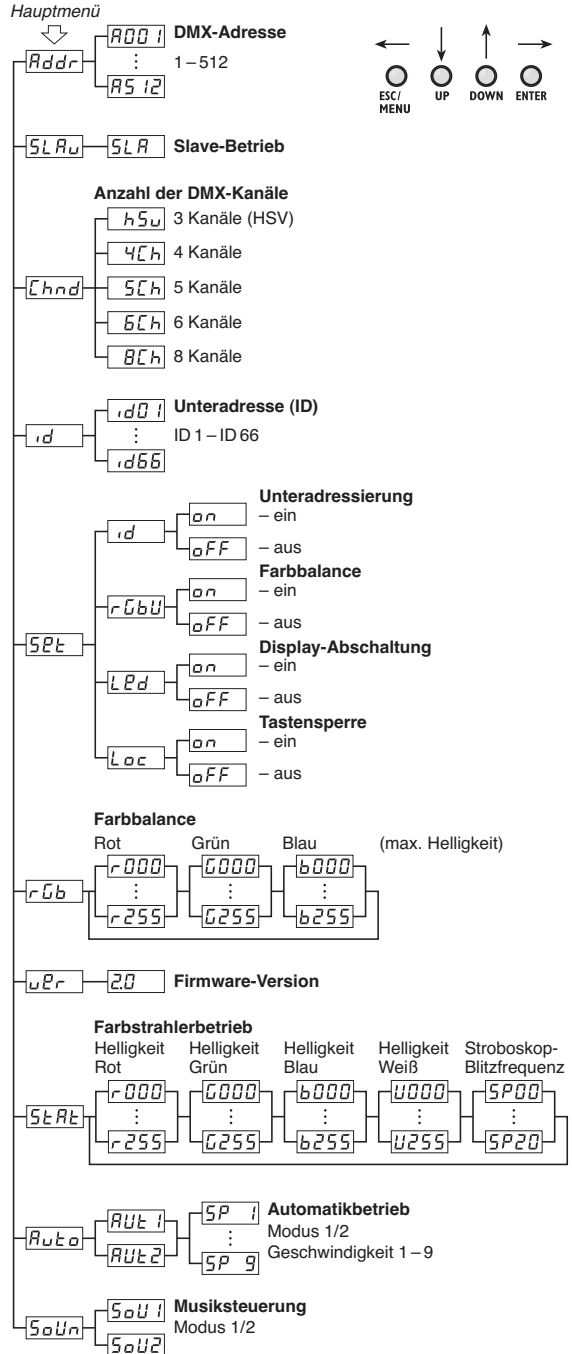 Hauptmenü
Addr
A001
⋮
A512
DMX-Adresse
1 – 512
ESC/
MENU
UP
DOWN
ENTER
SLAv
SLA
Slave-Betrieb
Anzahl der DMX-Kanäle
Chnd
hSv
3 Kanäle (HSV)
4Ch
4 Kanäle
5Ch
5 Kanäle
6Ch
6 Kanäle
8Ch
8 Kanäle
id
id01
⋮
id66
Unteradresse (ID)
ID 1 – ID 66
SEt
Unteradressierung
id
on
– ein
oFF
– aus
Farbbalance
rGbU
on
– ein
oFF
– aus
Display-Abschaltung
LEd
on
– ein
oFF
– aus
Tastensperre
Loc
on
– ein
oFF
– aus
Farbbalance
Rot Grün Blau (max. Helligkeit)
rGb
r000 G000 b000
⋮ ⋮ ⋮
r255 G255 b255
vEr
2.0
Firmware-Version
Farbstrahlerbetrieb
Helligkeit Helligkeit Helligkeit Helligkeit Stroboskop-
Rot Grün Blau Weiß Blitzfrequenz
StAt
r000 G000 b000 U000 SP00
⋮ ⋮ ⋮ ⋮ ⋮
r255 G255 b255 U255 SP20
Auto
AUt1
AUt2
SP 1
⋮
SP 9
Automatikbetrieb
Modus 1/2
Geschwindigkeit 1 – 9
SoUn
SoU1
SoU2
Musiksteuerung
Modus 1/2